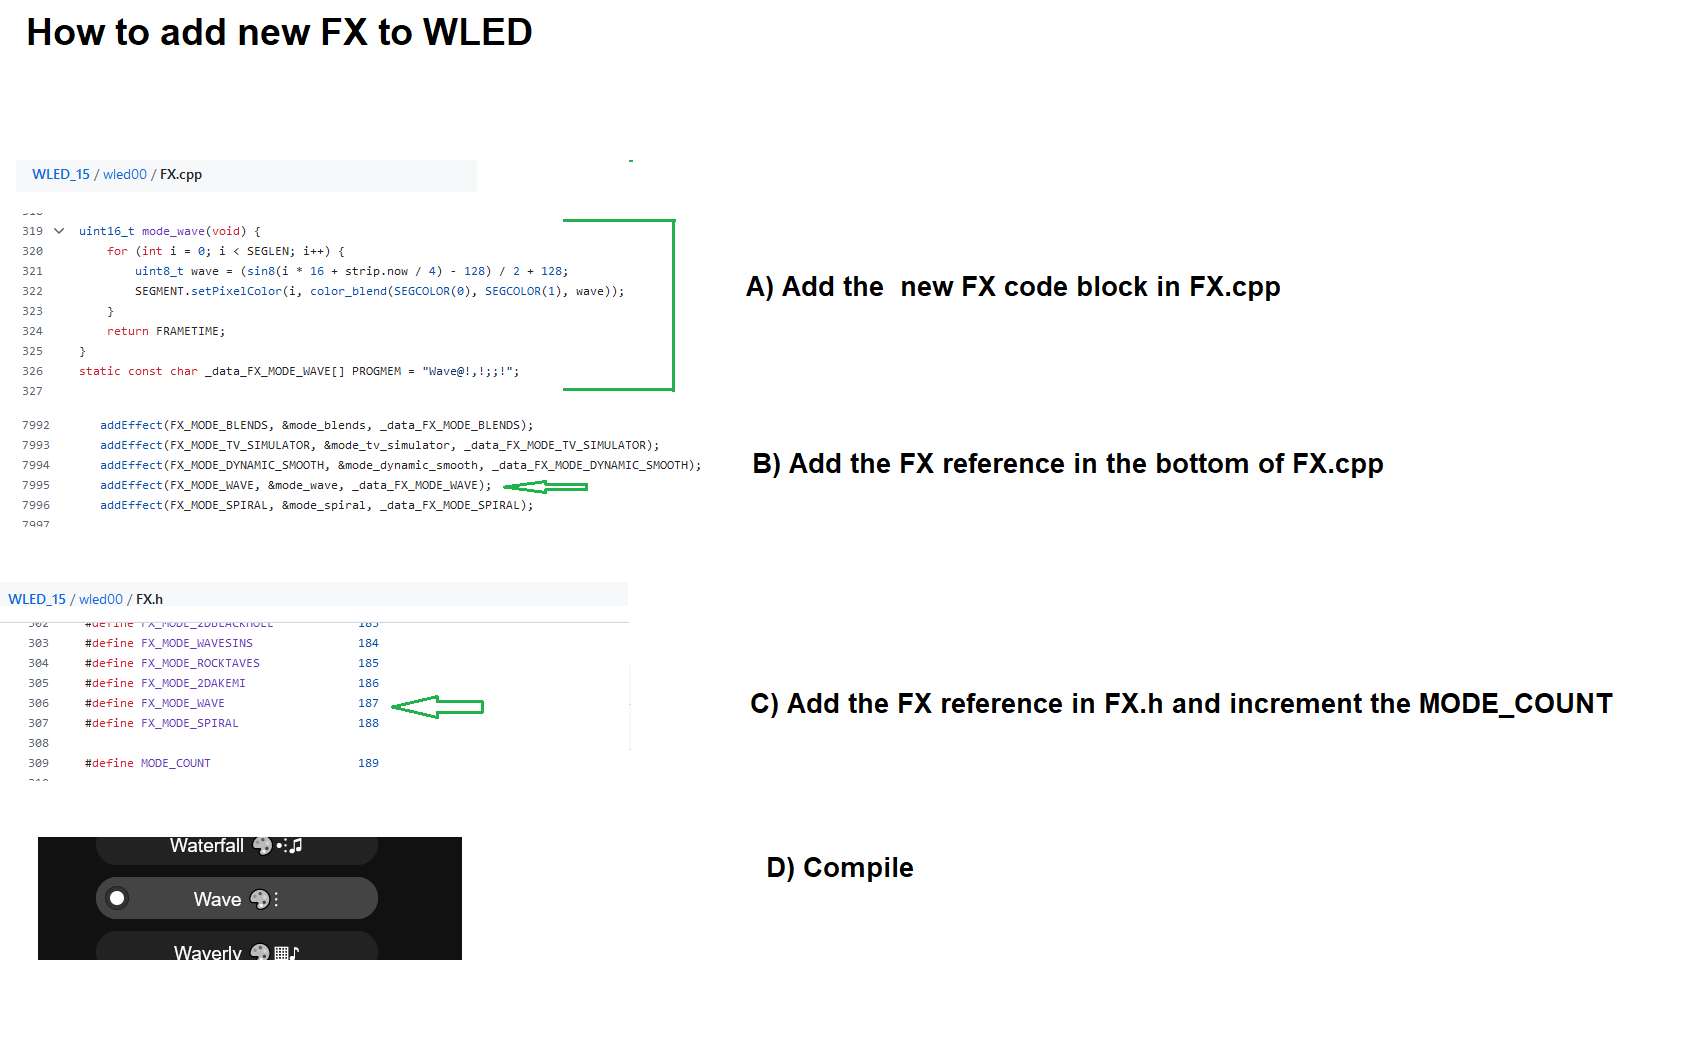 How to add new FX to WLED
WLED_15 / wled00 / FX.cpp
319 uint16_t mode_wave(void) {
320 for (int i = 0; i < SEGLEN; i++) {
321 uint8_t wave = (sin8(i * 16 + strip.now / 4) - 128) / 2 + 128;
322 SEGMENT.setPixelColor(i, color_blend(SEGCOLOR(0), SEGCOLOR(1), wave));
323 }
324 return FRAMETIME;
325 }
326 static const char _data_FX_MODE_WAVE[] PROGMEM = "Wave@!,!;;!";
327
A) Add the  new FX code block in FX.cpp
7992 addEffect(FX_MODE_BLENDS, &mode_blends, _data_FX_MODE_BLENDS);
7993 addEffect(FX_MODE_TV_SIMULATOR, &mode_tv_simulator, _data_FX_MODE_TV_SIMULATOR);
7994 addEffect(FX_MODE_DYNAMIC_SMOOTH, &mode_dynamic_smooth, _data_FX_MODE_DYNAMIC_SMOOTH);
7995 addEffect(FX_MODE_WAVE, &mode_wave, _data_FX_MODE_WAVE);
7996 addEffect(FX_MODE_SPIRAL, &mode_spiral, _data_FX_MODE_SPIRAL);
7997
B) Add the FX reference in the bottom of FX.cpp
WLED_15 / wled00 / FX.h
302 #define FX_MODE_2DBLACKHOLE 183
303 #define FX_MODE_WAVESINS 184
304 #define FX_MODE_ROCKTAVES 185
305 #define FX_MODE_2DAKEMI 186
306 #define FX_MODE_WAVE 187
307 #define FX_MODE_SPIRAL 188
308
309 #define MODE_COUNT 189
C) Add the FX reference in FX.h and increment the MODE_COUNT
Waterfall
Wave
Waverly
D) Compile